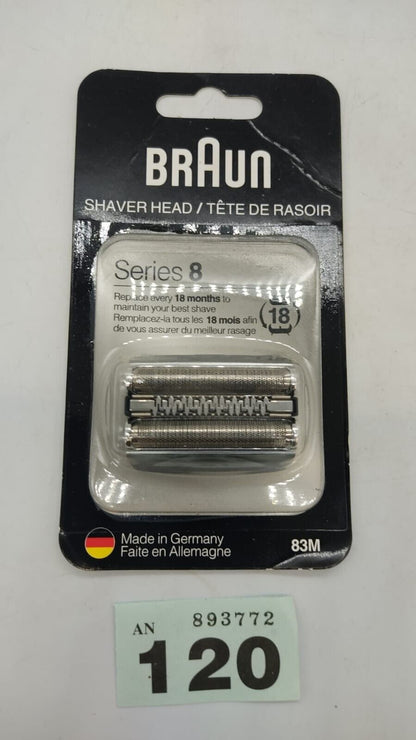 BRAUN
SHAVER HEAD / TÊTE DE RASOIR
Series 8
Replace every 18 months to
maintain your best shave
Remplacez-la tous les 18 mois afin
de vous assurer du meilleur rasage
18
Made in Germany
Faite en Allemagne
83M
AN 893772
120